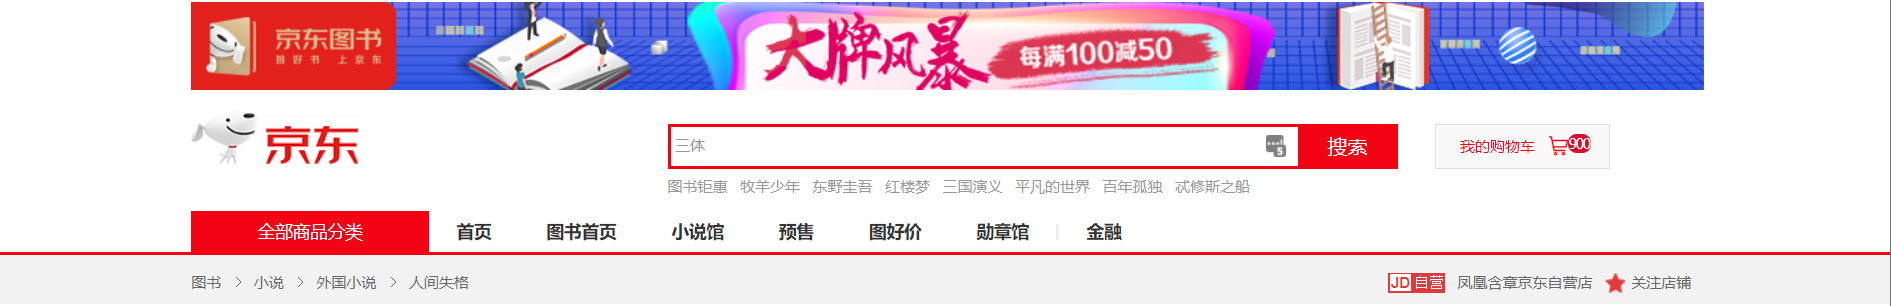 京东图书
挑好书 上京东
大牌风暴
每满100减50
京东
三体
5
搜索
我的购物车 900
图书钜惠 牧羊少年 东野圭吾 红楼梦 三国演义 平凡的世界 百年孤独 忒修斯之船
全部商品分类 首页 图书首页 小说馆 预售 图好价 勋章馆 金融
图书 > 小说 > 外国小说 > 人间失格
JD 自营 凤凰含章京东自营店 关注店铺